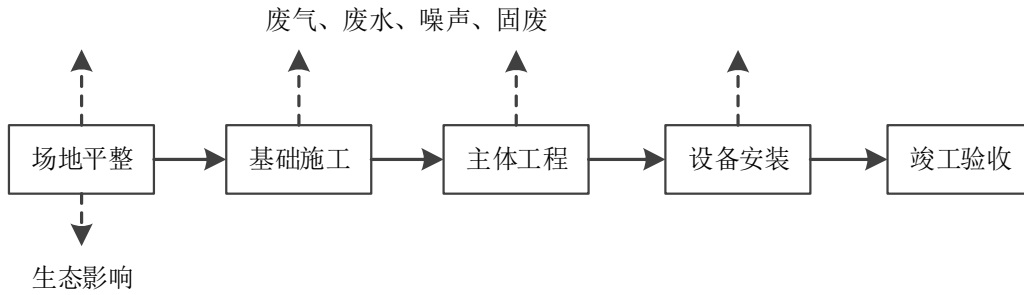 废气、废水、噪声、固废
场地平整
基础施工
主体工程
设备安装
竣工验收
生态影响